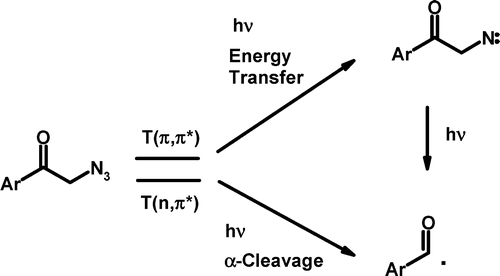 hν
Energy
Transfer
O
Ar
N:
O
Ar
N3
T(π,π*)
T(n,π*)
hν
hν
α-Cleavage
O
Ar
.